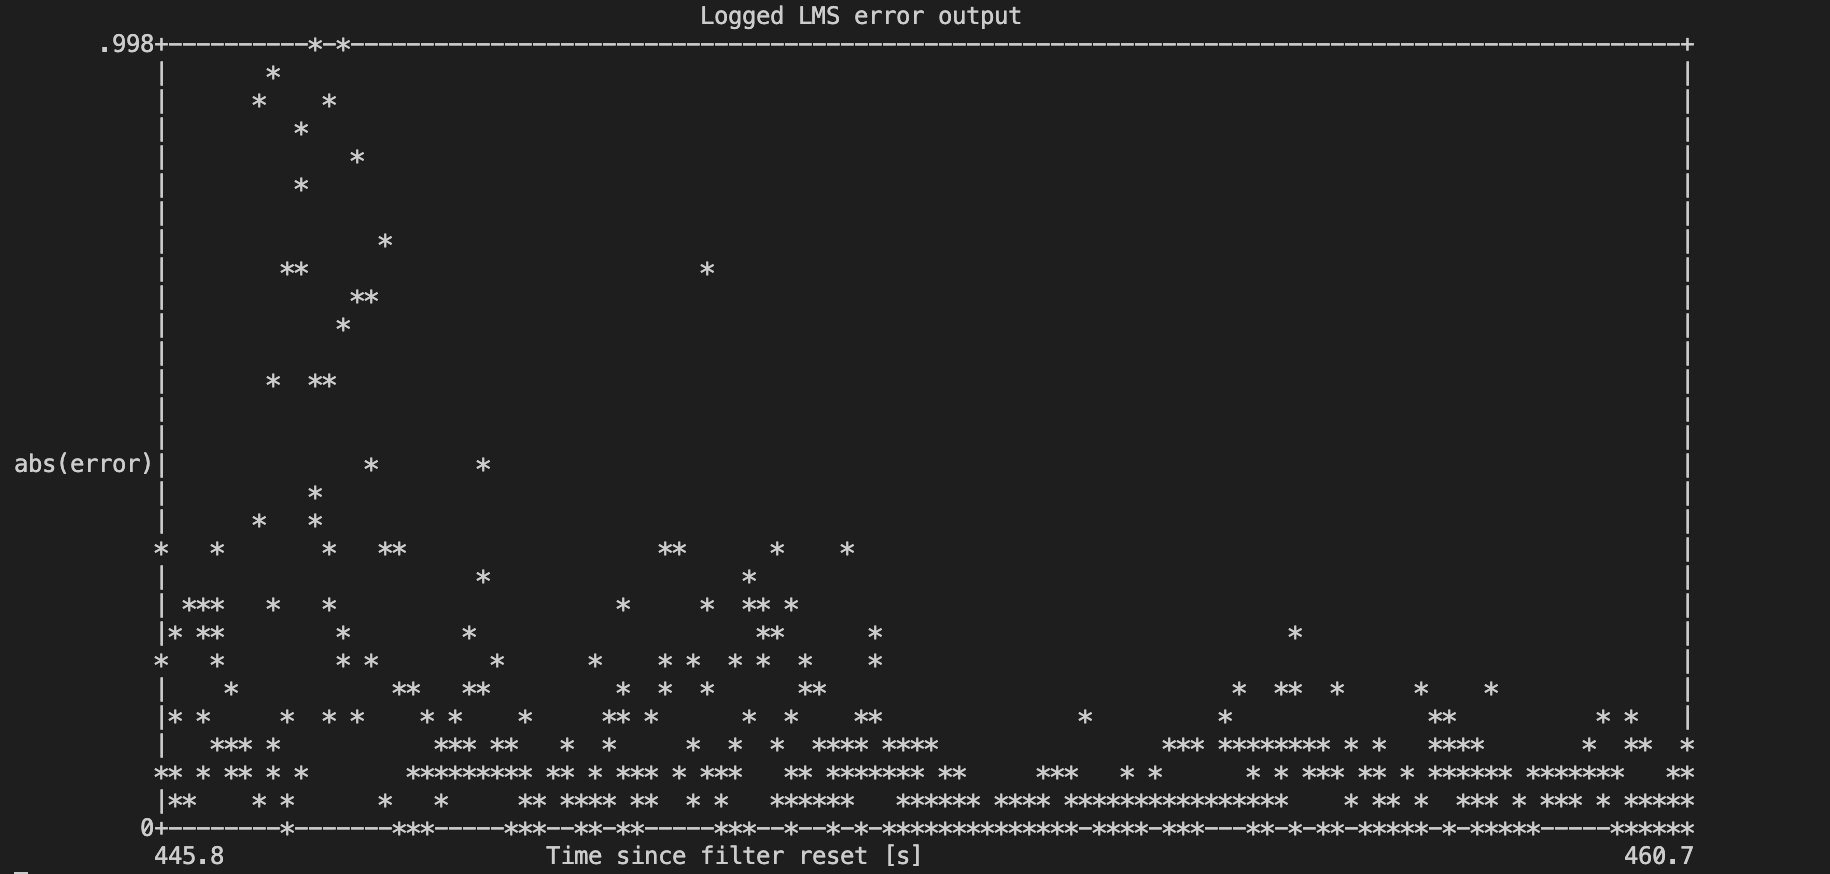 Logged LMS error output
.998
abs(error)
0
445.8 Time since filter reset [s] 460.7